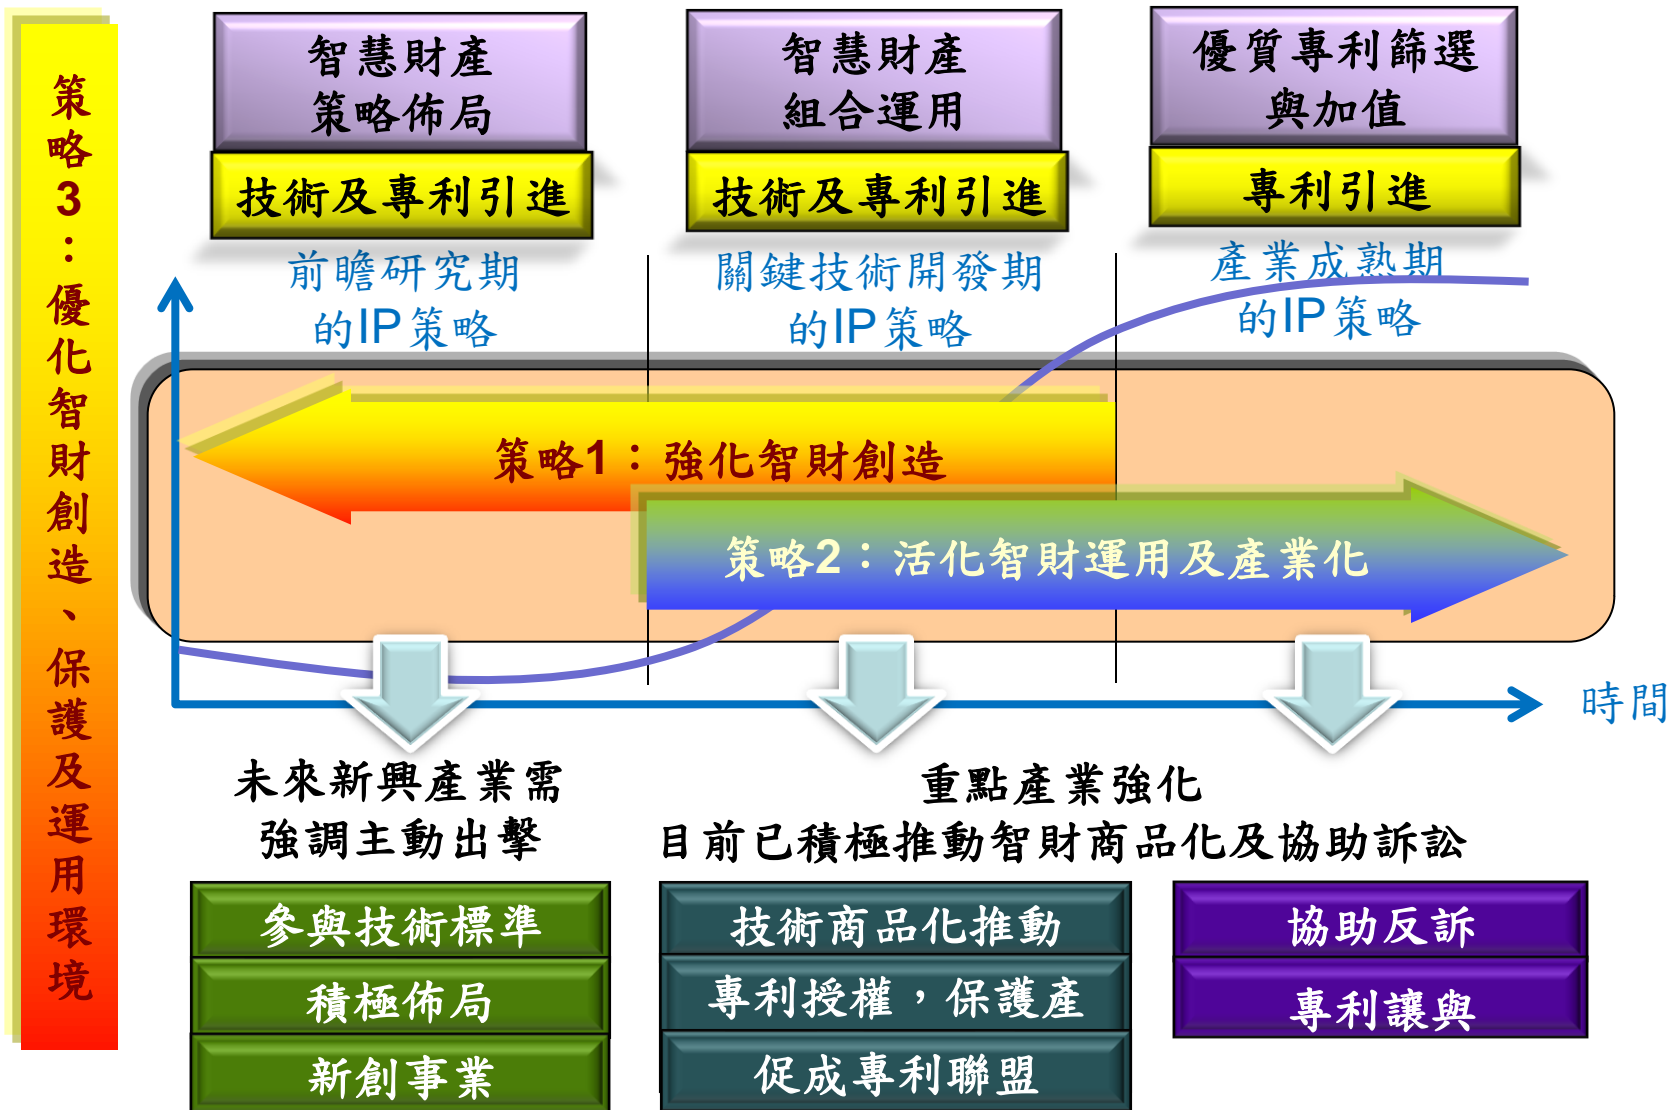 策略3：優化智財創造、保護及運用環境
智慧財產
策略佈局
技術及專利引進
智慧財產
組合運用
技術及專利引進
優質專利篩選
與加值
專利引進
前瞻研究期
的IP策略
關鍵技術開發期
的IP策略
產業成熟期
的IP策略
策略1：強化智財創造
策略2：活化智財運用及產業化
時間
未來新興產業需
強調主動出擊
重點產業強化
目前已積極推動智財商品化及協助訴訟
參與技術標準
積極佈局
新創事業
技術商品化推動
專利授權，保護產
促成專利聯盟
協助反訴
專利讓與